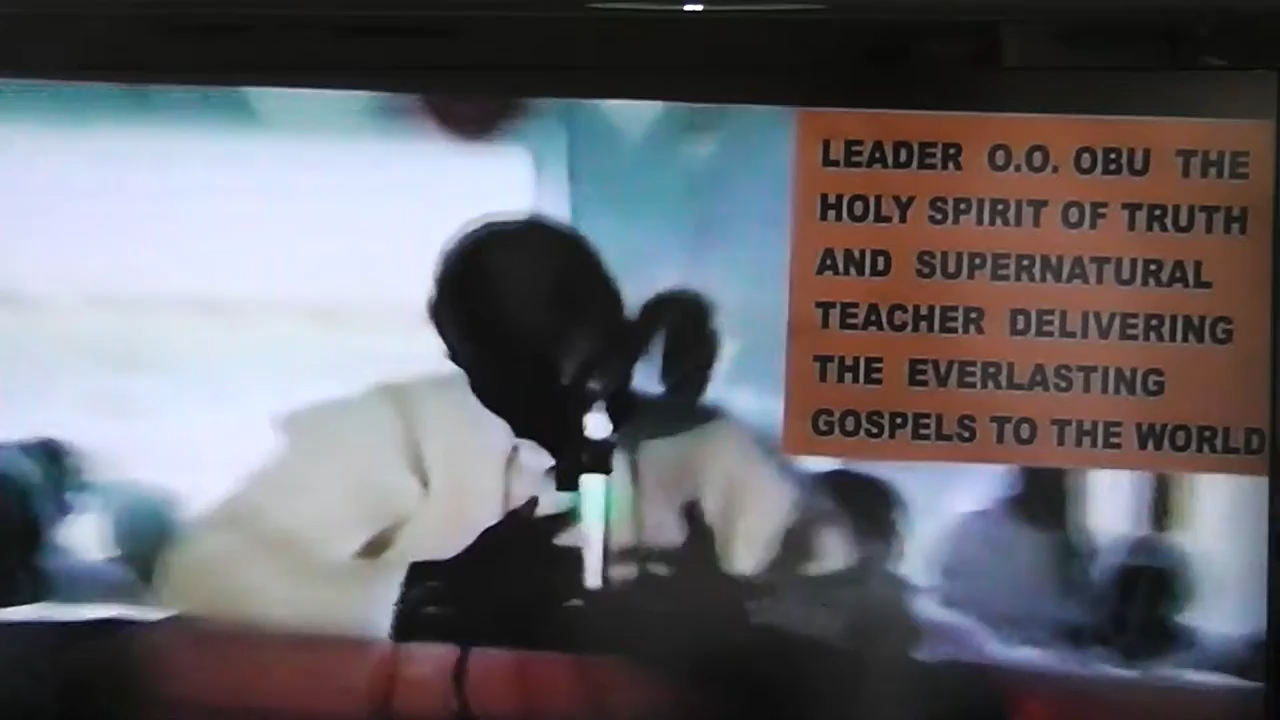 LEADER O.O. OBU THE
HOLY SPIRIT OF TRUTH
AND SUPERNATURAL
TEACHER DELIVERING
THE EVERLASTING
GOSPELS TO THE WORLD